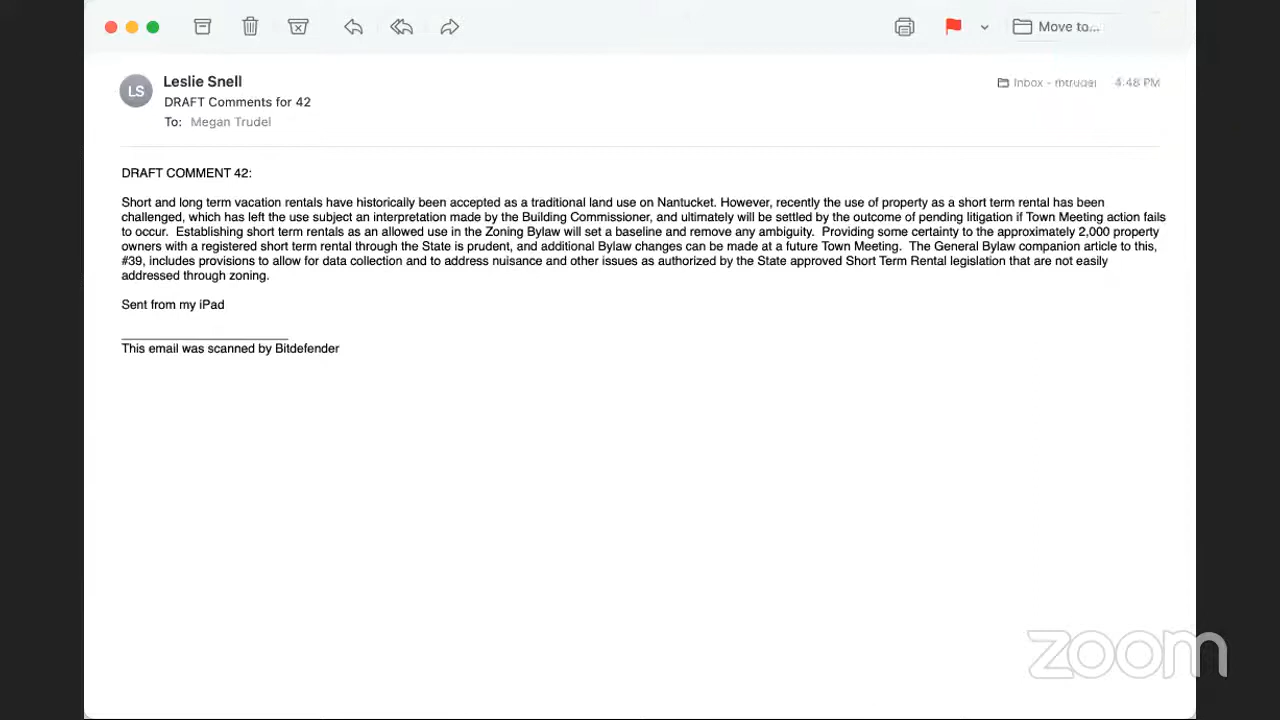 Move to...
LS
Leslie Snell
Inbox - mtrudel 4:48 PM
DRAFT Comments for 42
To: Megan Trudel
DRAFT COMMENT 42:
Short and long term vacation rentals have historically been accepted as a traditional land use on Nantucket. However, recently the use of property as a short term rental has been
challenged, which has left the use subject an interpretation made by the Building Commissioner, and ultimately will be settled by the outcome of pending litigation if Town Meeting action fails
to occur. Establishing short term rentals as an allowed use in the Zoning Bylaw will set a baseline and remove any ambiguity. Providing some certainty to the approximately 2,000 property
owners with a registered short term rental through the State is prudent, and additional Bylaw changes can be made at a future Town Meeting. The General Bylaw companion article to this,
#39, includes provisions to allow for data collection and to address nuisance and other issues as authorized by the State approved Short Term Rental legislation that are not easily
addressed through zoning.
Sent from my iPad
This email was scanned by Bitdefender
zoom